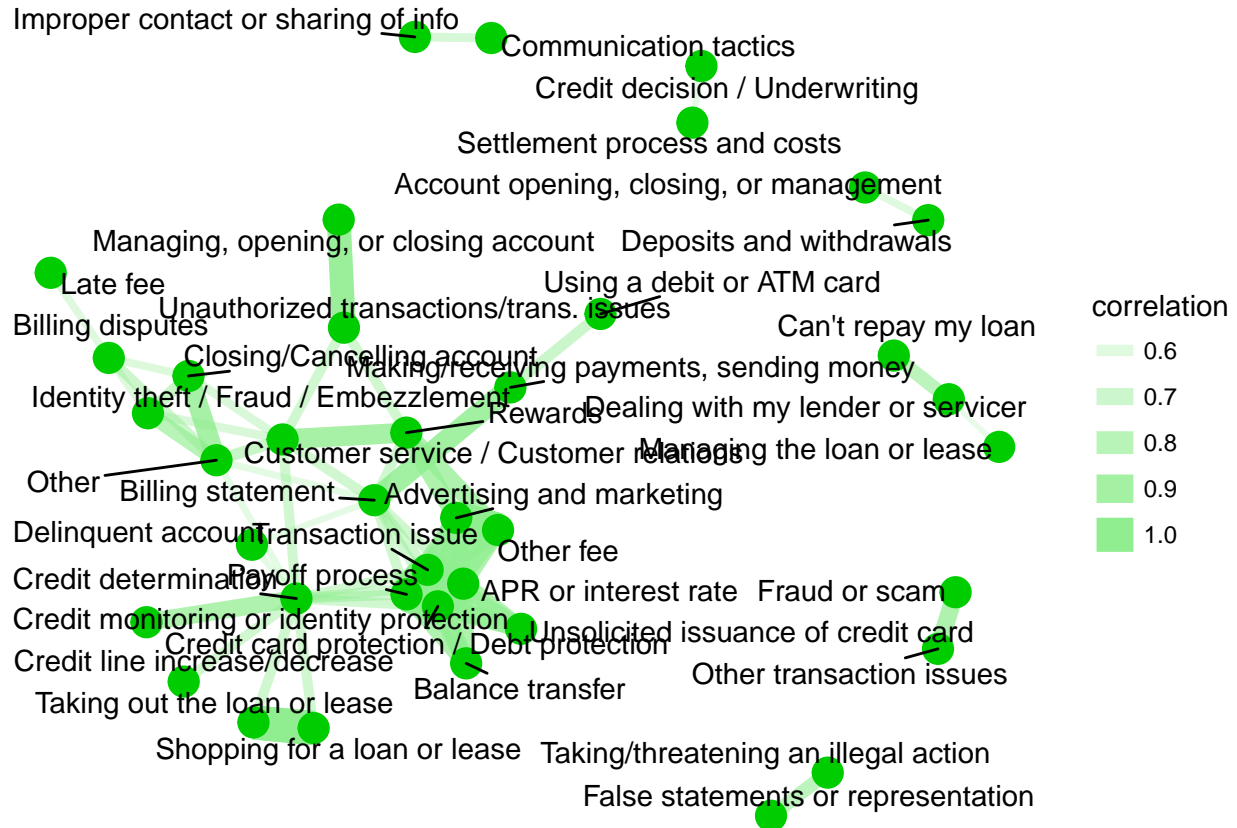 Improper contact or sharing of info
Communication tactics
Credit decision / Underwriting
Settlement process and costs
Account opening, closing, or management
Managing, opening, or closing account
Deposits and withdrawals
Late fee
Using a debit or ATM card
Unauthorized transactions/trans. issues
Billing disputes
Can't repay my loan
Closing/Cancelling account
Making/receiving payments, sending money
Identity theft / Fraud / Embezzlement
Rewards
Dealing with my lender or servicer
Customer service / Customer relations
Managing the loan or lease
Other
Billing statement
Advertising and marketing
Delinquent account
Transaction issue
Other fee
Credit determination
Payoff process
APR or interest rate
Fraud or scam
Credit monitoring or identity protection
Unsolicited issuance of credit card
Credit card protection / Debt protection
Credit line increase/decrease
Other transaction issues
Balance transfer
Taking out the loan or lease
Shopping for a loan or lease
Taking/threatening an illegal action
False statements or representation
correlation
0.6
0.7
0.8
0.9
1.0